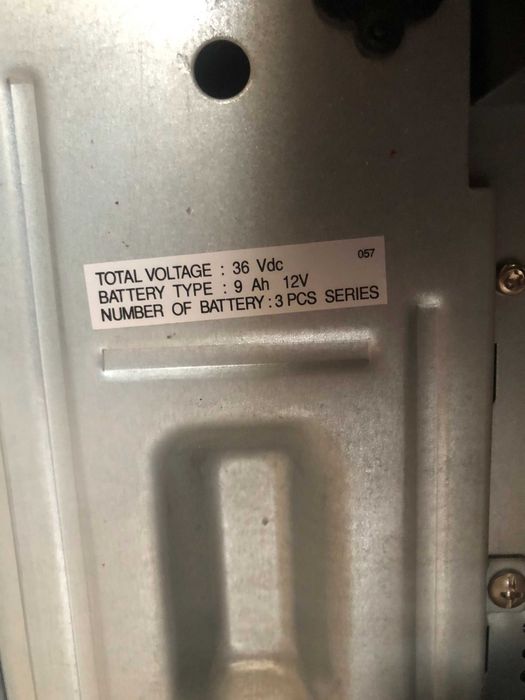 057
TOTAL VOLTAGE : 36 Vdc
BATTERY TYPE : 9 Ah 12V
NUMBER OF BATTERY : 3 PCS SERIES